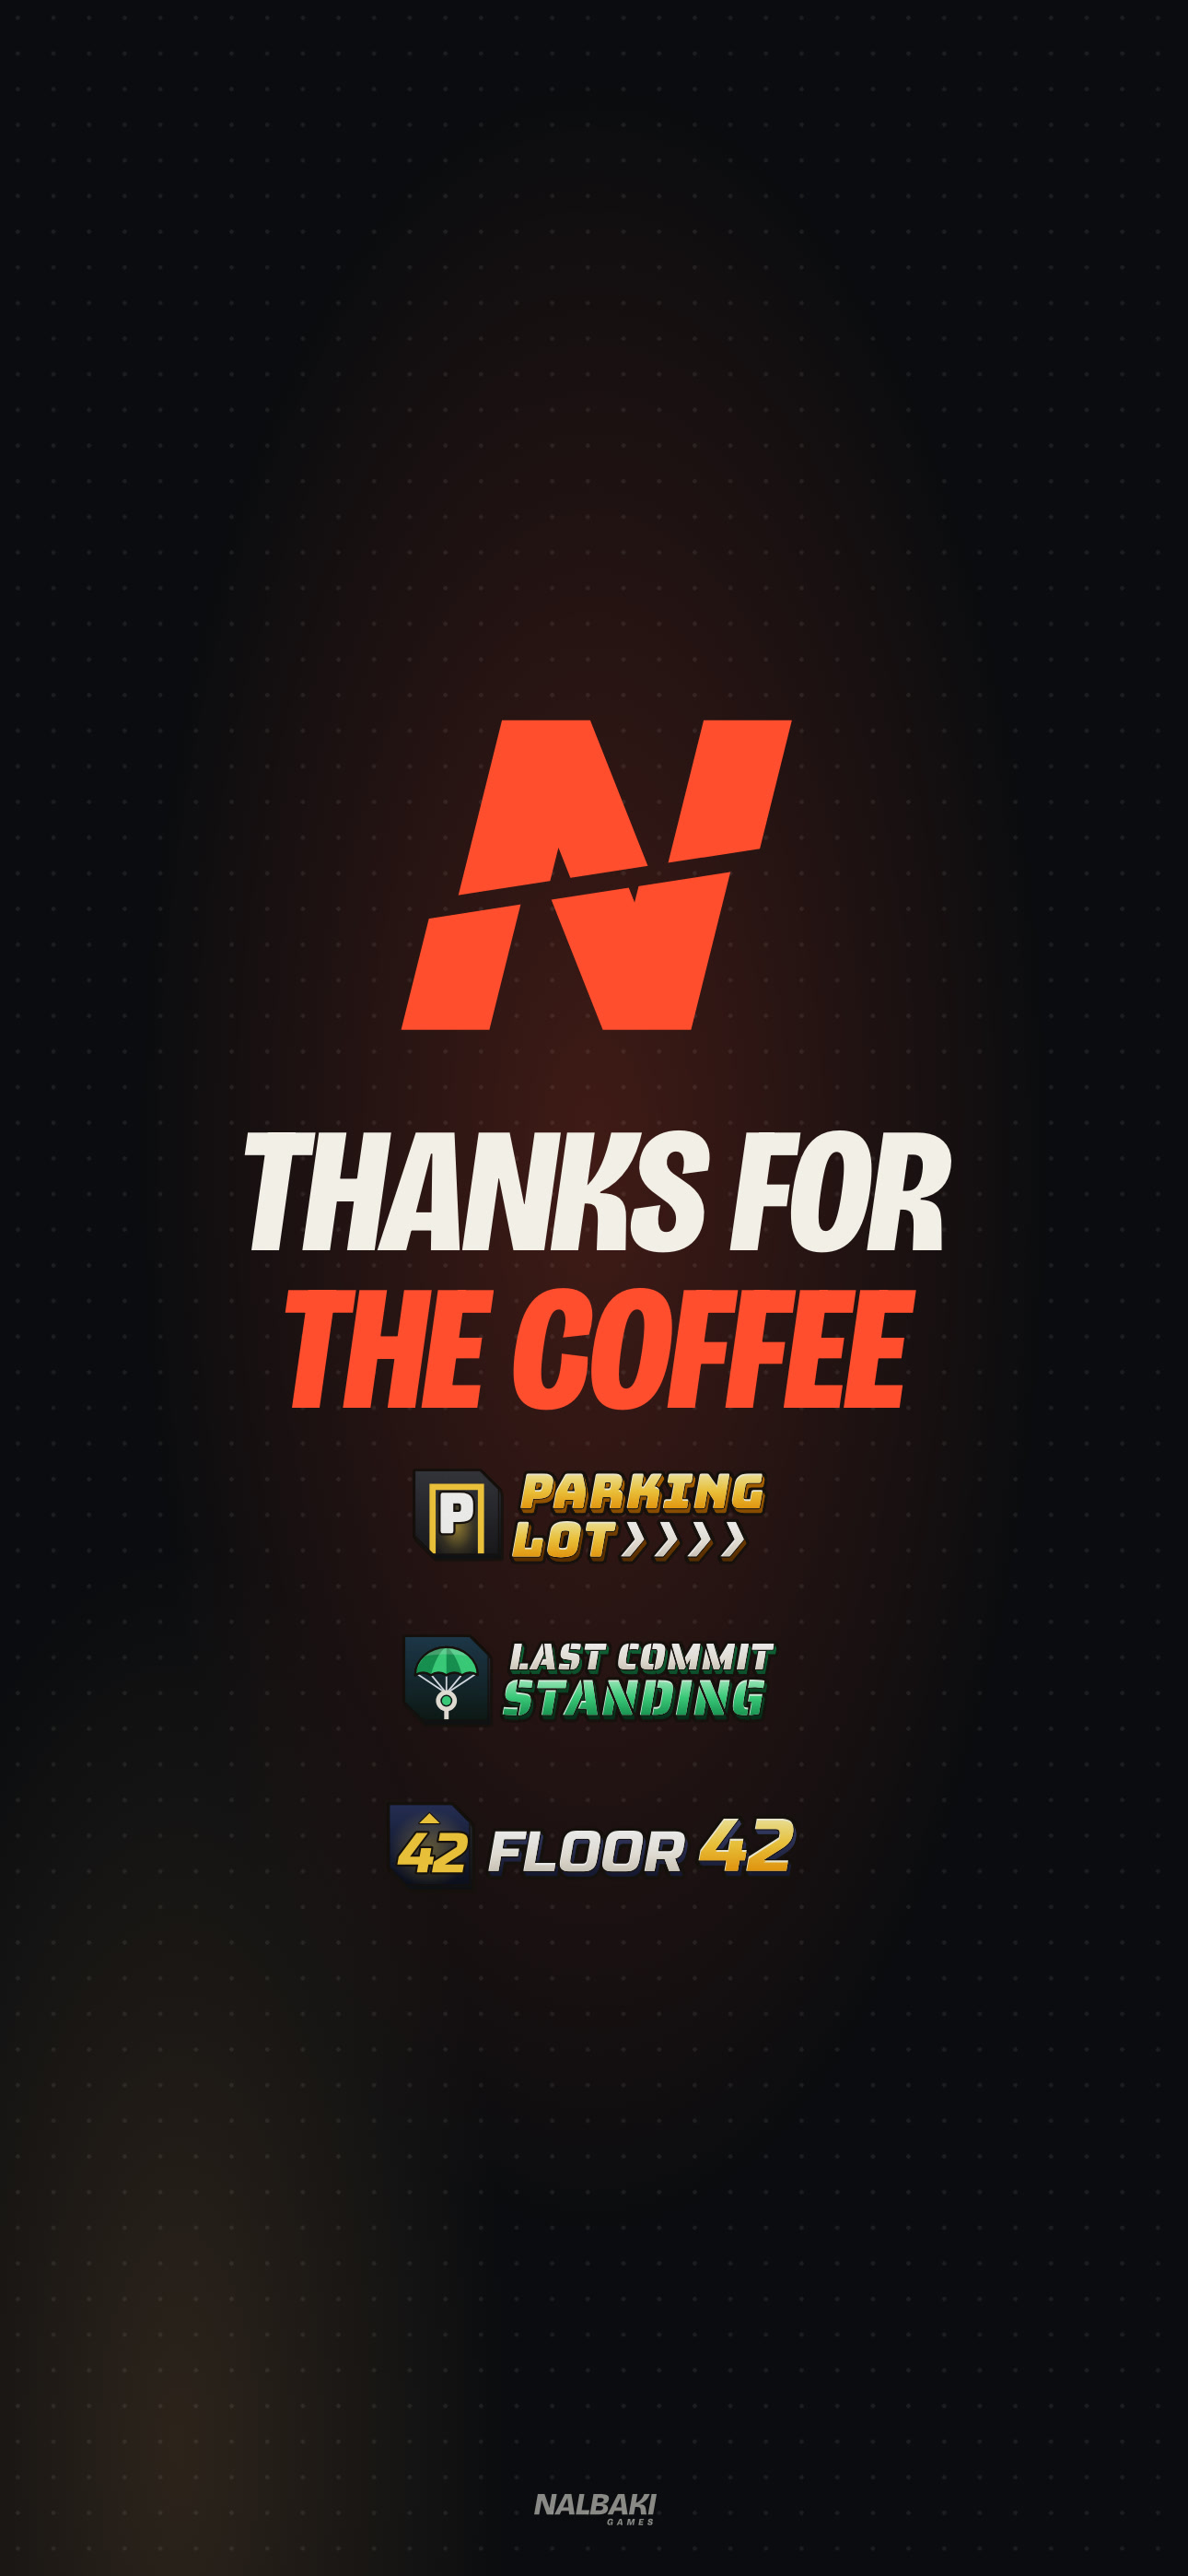 N
THANKS FOR
THE COFFEE
P
PARKING
LOT
LAST COMMIT
STANDING
42
FLOOR 42
NALBAKI
GAMES